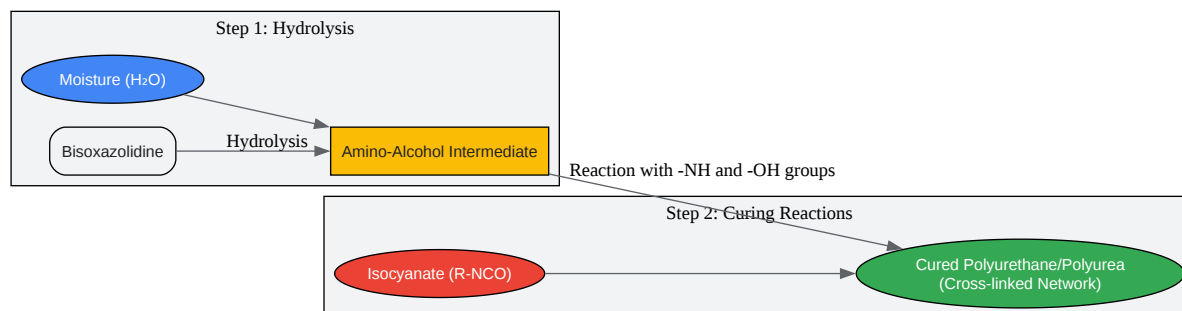 Step 1: Hydrolysis
Moisture (H₂O)
Bisoxazolidine
Hydrolysis
Amino-Alcohol Intermediate
Reaction with -NH and -OH groups
Step 2: Curing Reactions
Isocyanate (R-NCO)
Cured Polyurethane/Polyurea
(Cross-linked Network)